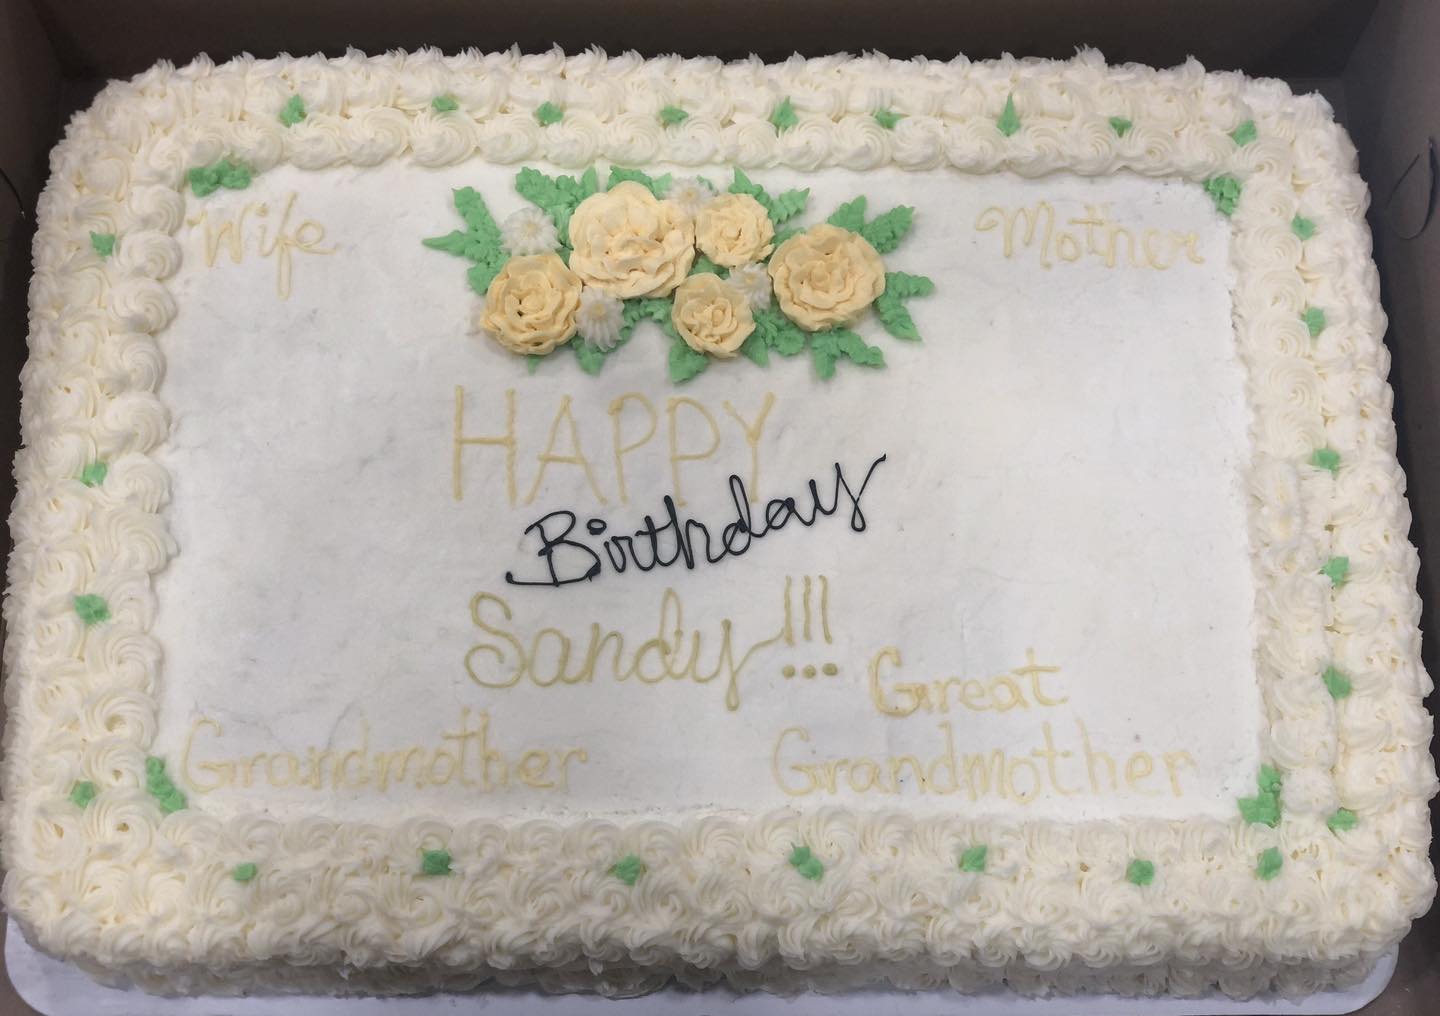 Wife
Mother
HAPPY
Birthday
Sandy!!!
Grandmother
Great
Grandmother